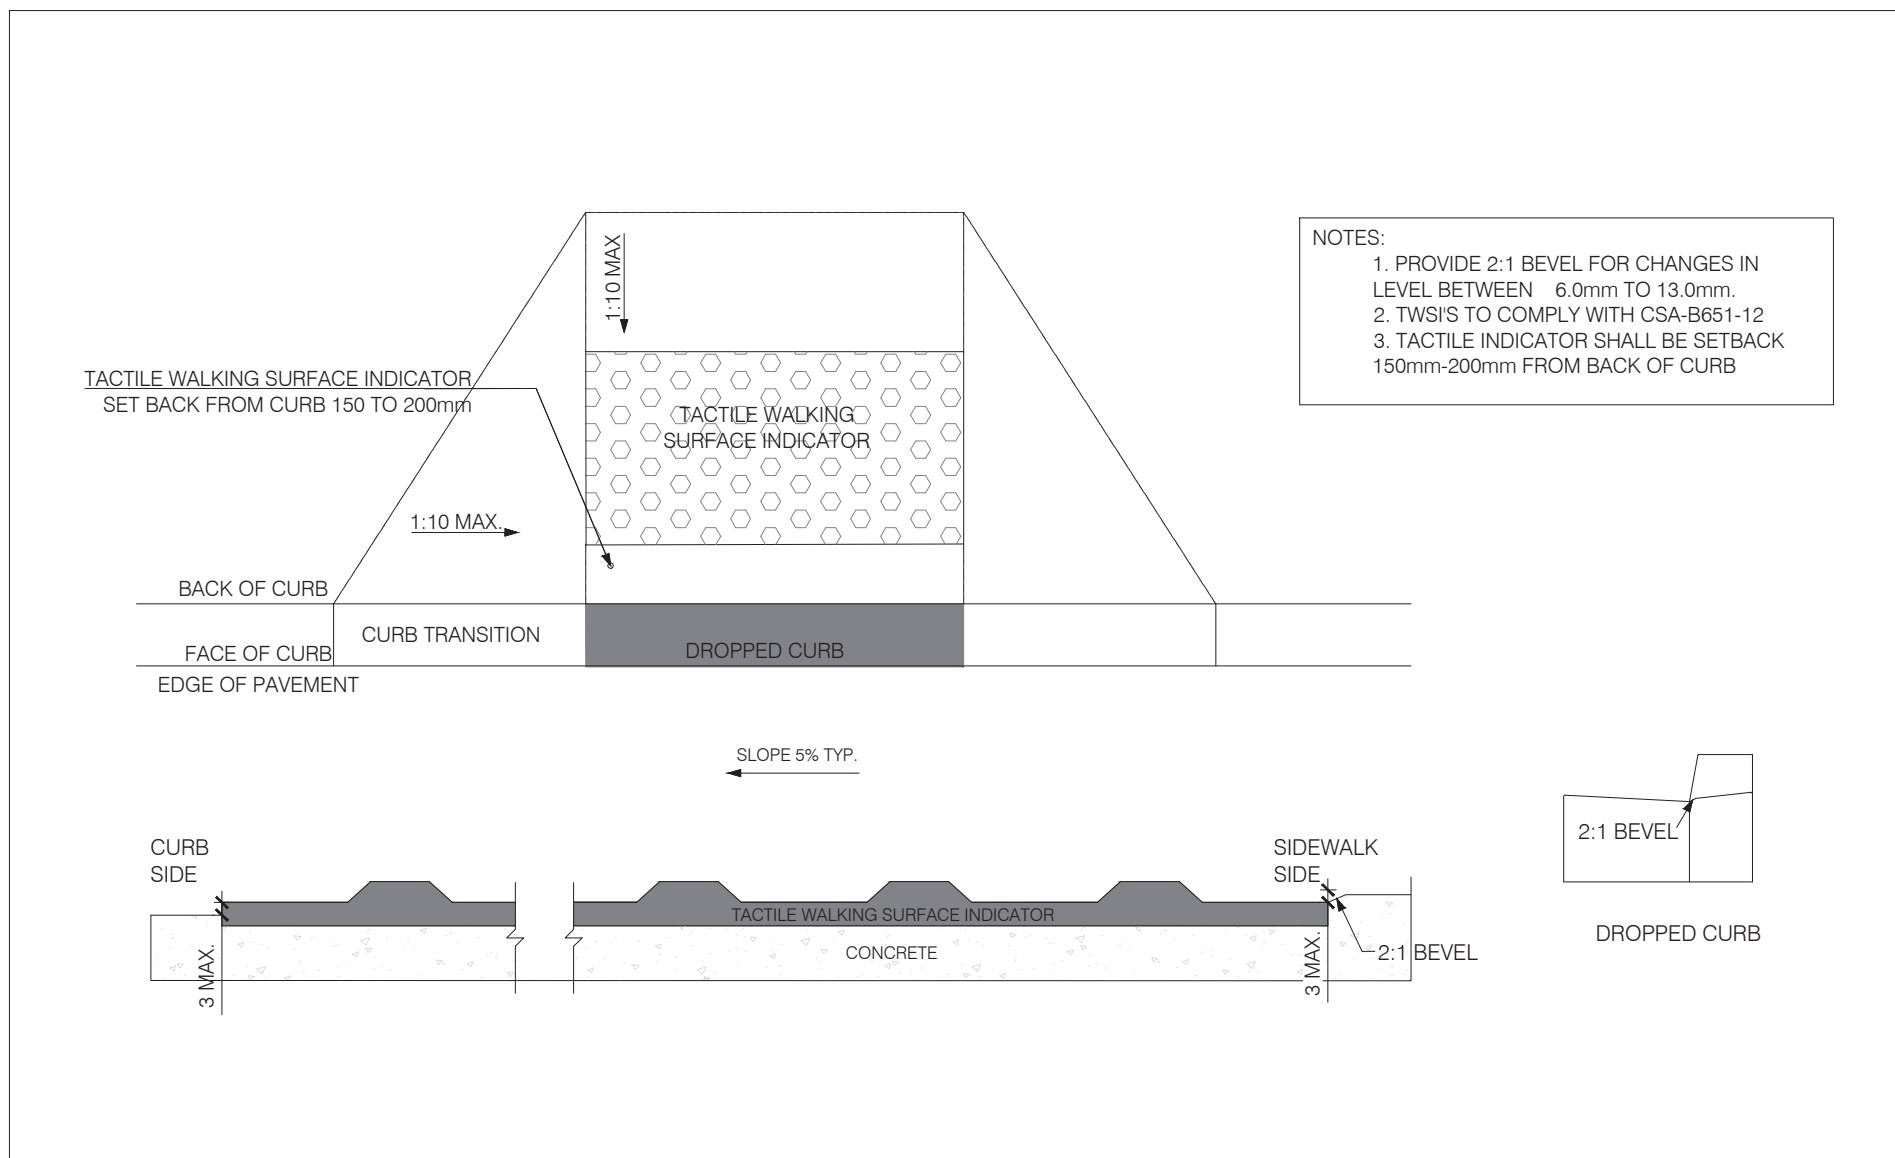 1:10 MAX
NOTES:
1. PROVIDE 2:1 BEVEL FOR CHANGES IN
LEVEL BETWEEN 6.0mm TO 13.0mm.
2. TWSI'S TO COMPLY WITH CSA-B651-12
3. TACTILE INDICATOR SHALL BE SETBACK
150mm-200mm FROM BACK OF CURB
TACTILE WALKING SURFACE INDICATOR
SET BACK FROM CURB 150 TO 200mm
TACTILE WALKING
SURFACE INDICATOR
1:10 MAX.
BACK OF CURB
CURB TRANSITION
FACE OF CURB
DROPPED CURB
EDGE OF PAVEMENT
SLOPE 5% TYP.
CURB
SIDE
SIDEWALK
SIDE
2:1 BEVEL
TACTILE WALKING SURFACE INDICATOR
CONCRETE
3 MAX.
3 MAX.
2:1 BEVEL
DROPPED CURB